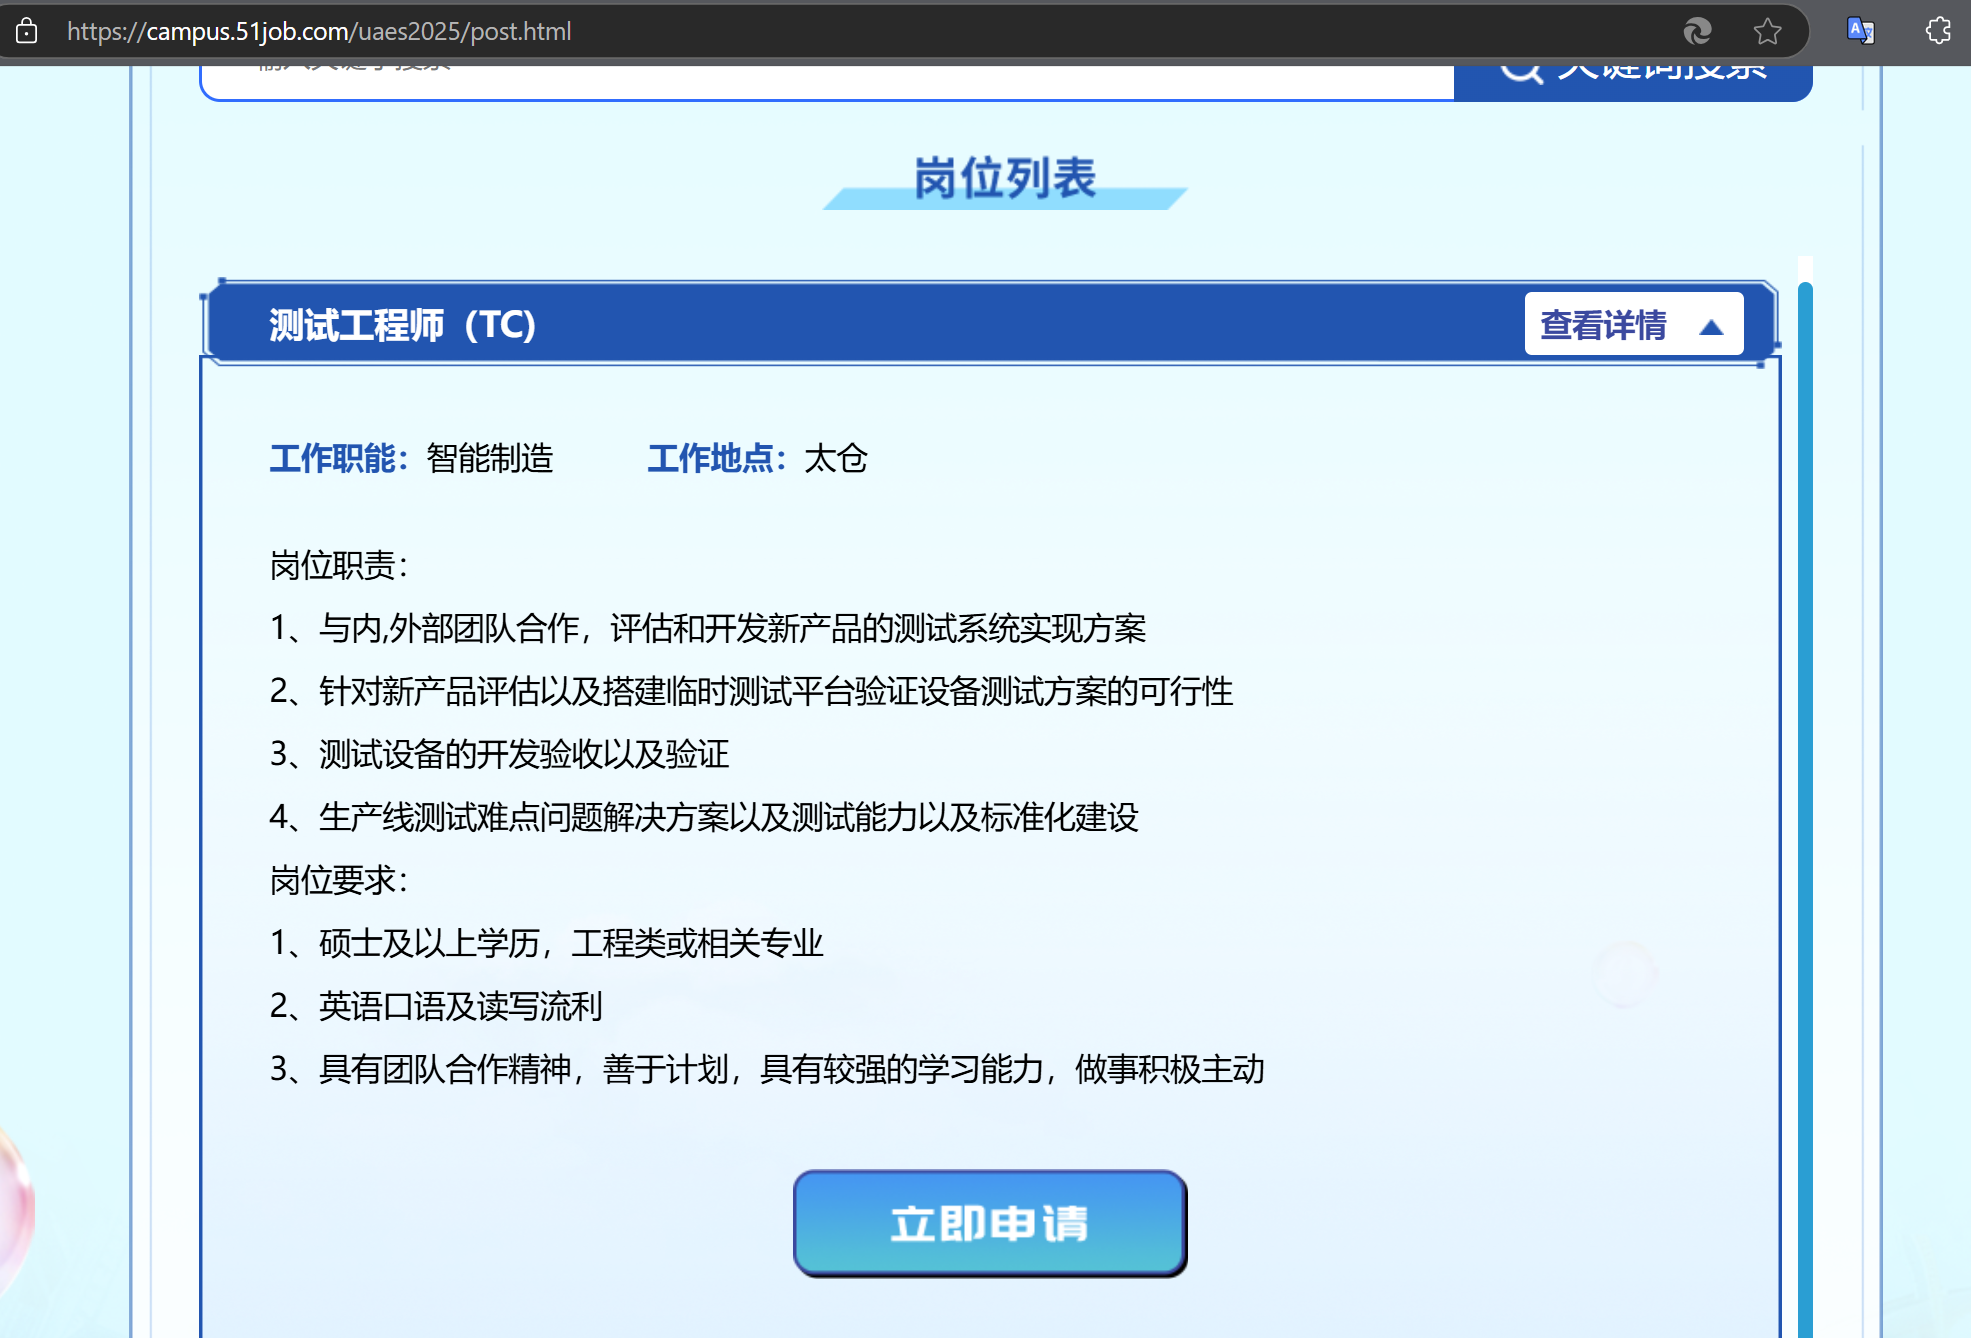 https://campus.51job.com/uaes2025/post.html
关键词搜索
岗位列表
测试工程师（TC）
查看详情
工作职能：智能制造 工作地点：太仓
岗位职责：
1、与内,外部团队合作，评估和开发新产品的测试系统实现方案
2、针对新产品评估以及搭建临时测试平台验证设备测试方案的可行性
3、测试设备的开发验收以及验证
4、生产线测试难点问题解决方案以及测试能力以及标准化建设
岗位要求：
1、硕士及以上学历，工程类或相关专业
2、英语口语及读写流利
3、具有团队合作精神，善于计划，具有较强的学习能力，做事积极主动
立即申请